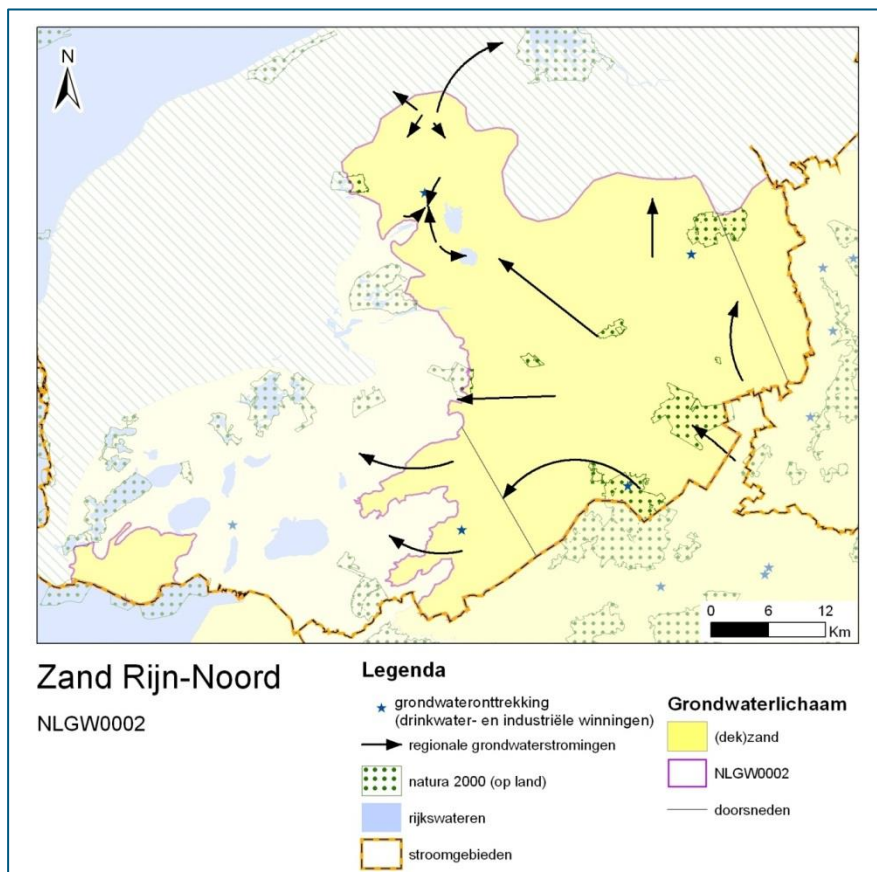 N
0 6 12
Km
Zand Rijn-Noord
NLGW0002
Legenda
grondwateronttrekking
(drinkwater- en industriële winningen)
regionale grondwaterstromingen
natura 2000 (op land)
rijkswateren
stroomgebieden
Grondwaterlichaam
(dek)zand
NLGW0002
doorsneden